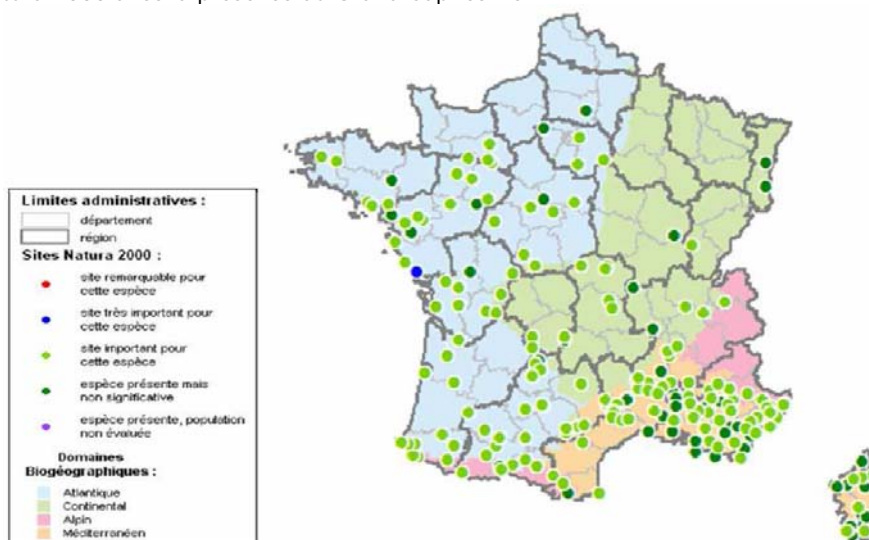 Limites administratives :
département
région
Sites Natura 2000 :
site remarquable pour
cette espèce
site très important pour
cette espèce
site important pour
cette espèce
espèce présente mais
non significative
espèce présente, population
non évaluée
Domaines
Biogéographiques :
Atlantique
Continental
Alpin
Méditerranéen